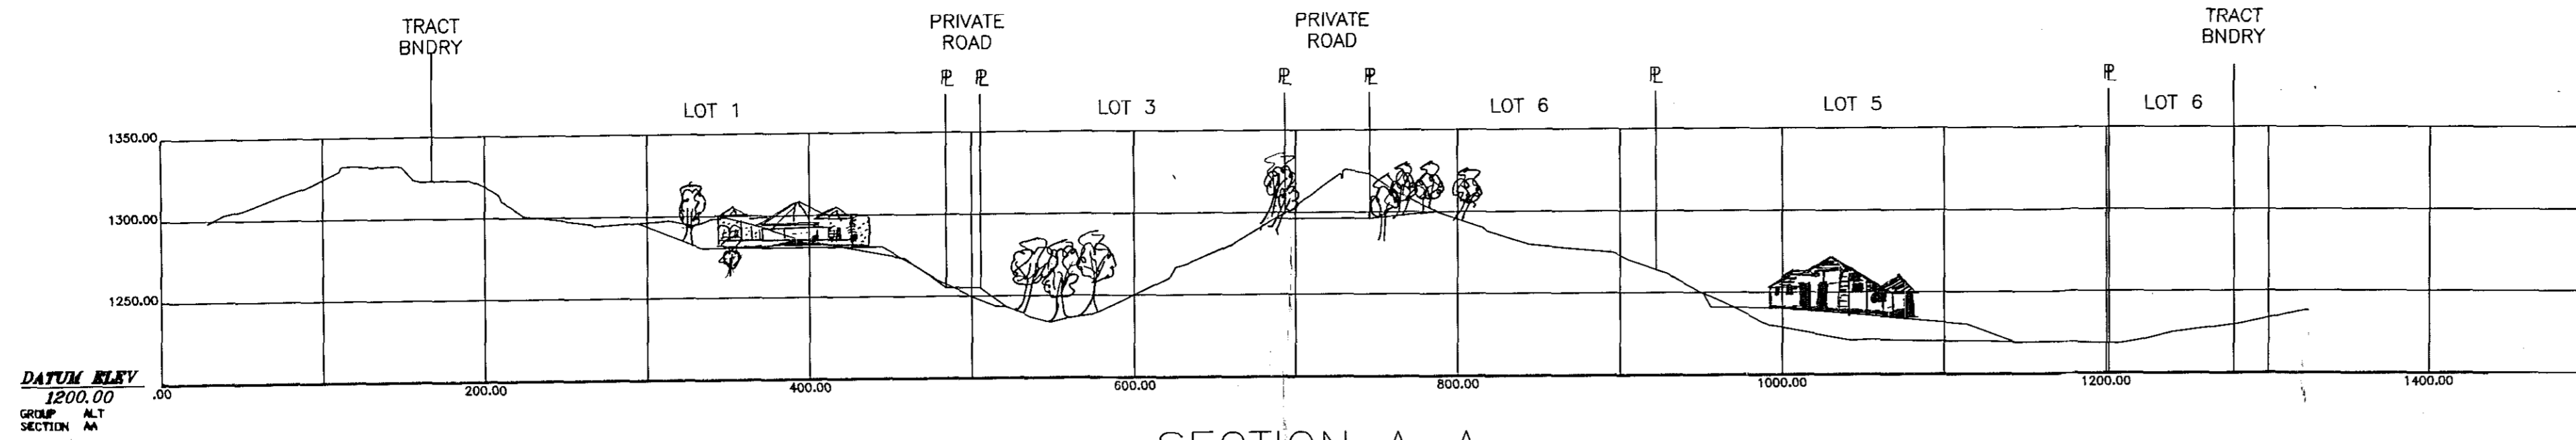 TRACT
BNDRY
PRIVATE
ROAD
PRIVATE
ROAD
TRACT
BNDRY
PL PL
PL
PL
PL
PL
LOT 1
LOT 3
LOT 6
LOT 5
LOT 6
1350.00
1300.00
1250.00
DATUM ELEV
1200.00
GROUP ALT
SECTION AA
.00
200.00
400.00
600.00
800.00
1000.00
1200.00
1400.00
SECTION A-A